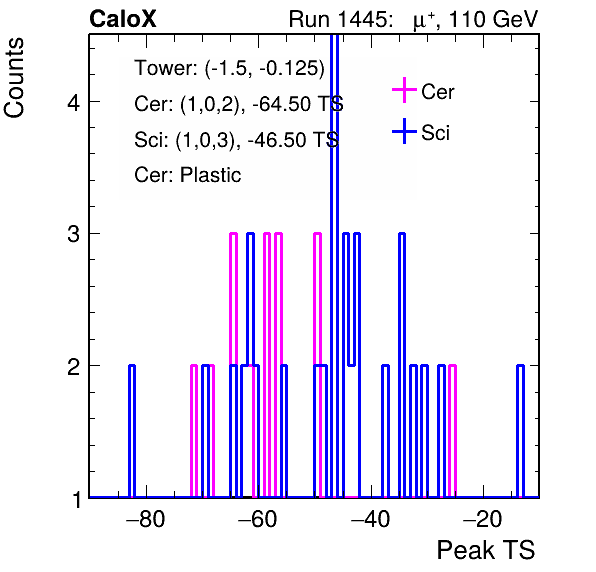 CaloX Run 1445: μ⁺, 110 GeV
Counts
Tower: (-1.5, -0.125)
Cer: (1,0,2), -64.50 TS
Sci: (1,0,3), -46.50 TS
Cer: Plastic
Cer
Sci
4
3
2
1
−80 −60 −40 −20
Peak TS